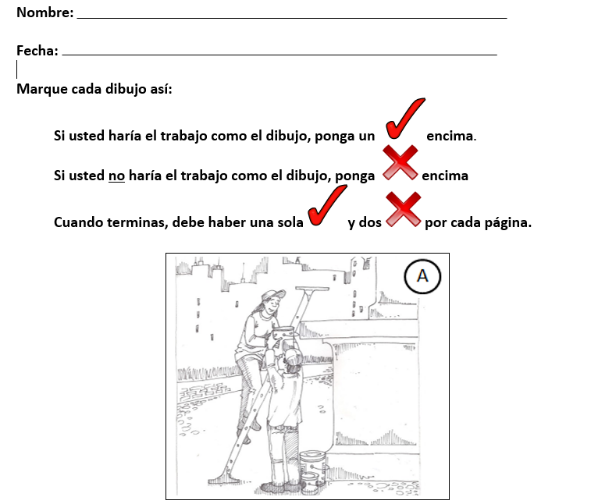 Nombre:
Fecha:
Marque cada dibujo así:
Si usted haría el trabajo como el dibujo, ponga un encima.
Si usted no haría el trabajo como el dibujo, ponga encima
Cuando terminas, debe haber una sola y dos por cada página.
A